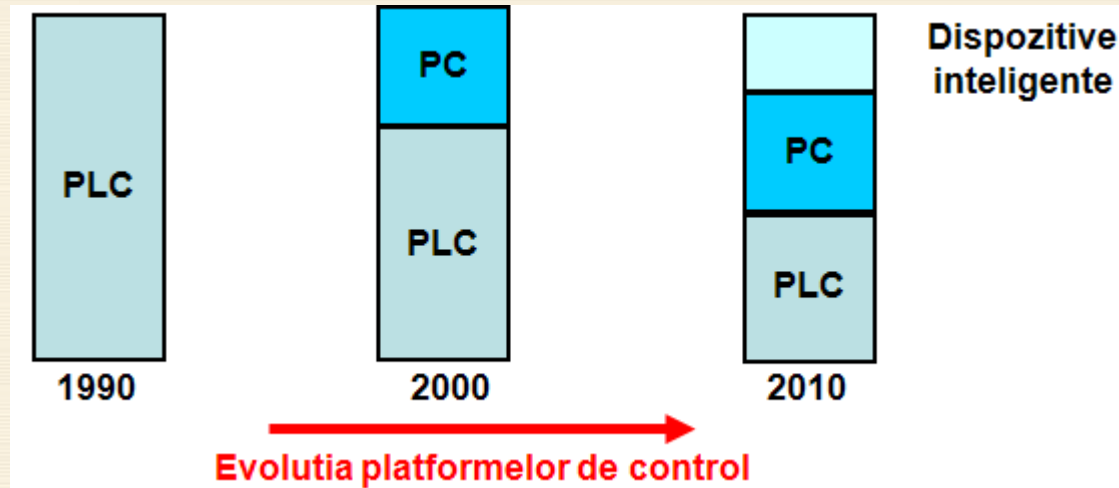 PLC
1990
PC
PLC
2000
PC
PLC
2010
Dispozitive
inteligente
Evolutia platformelor de control